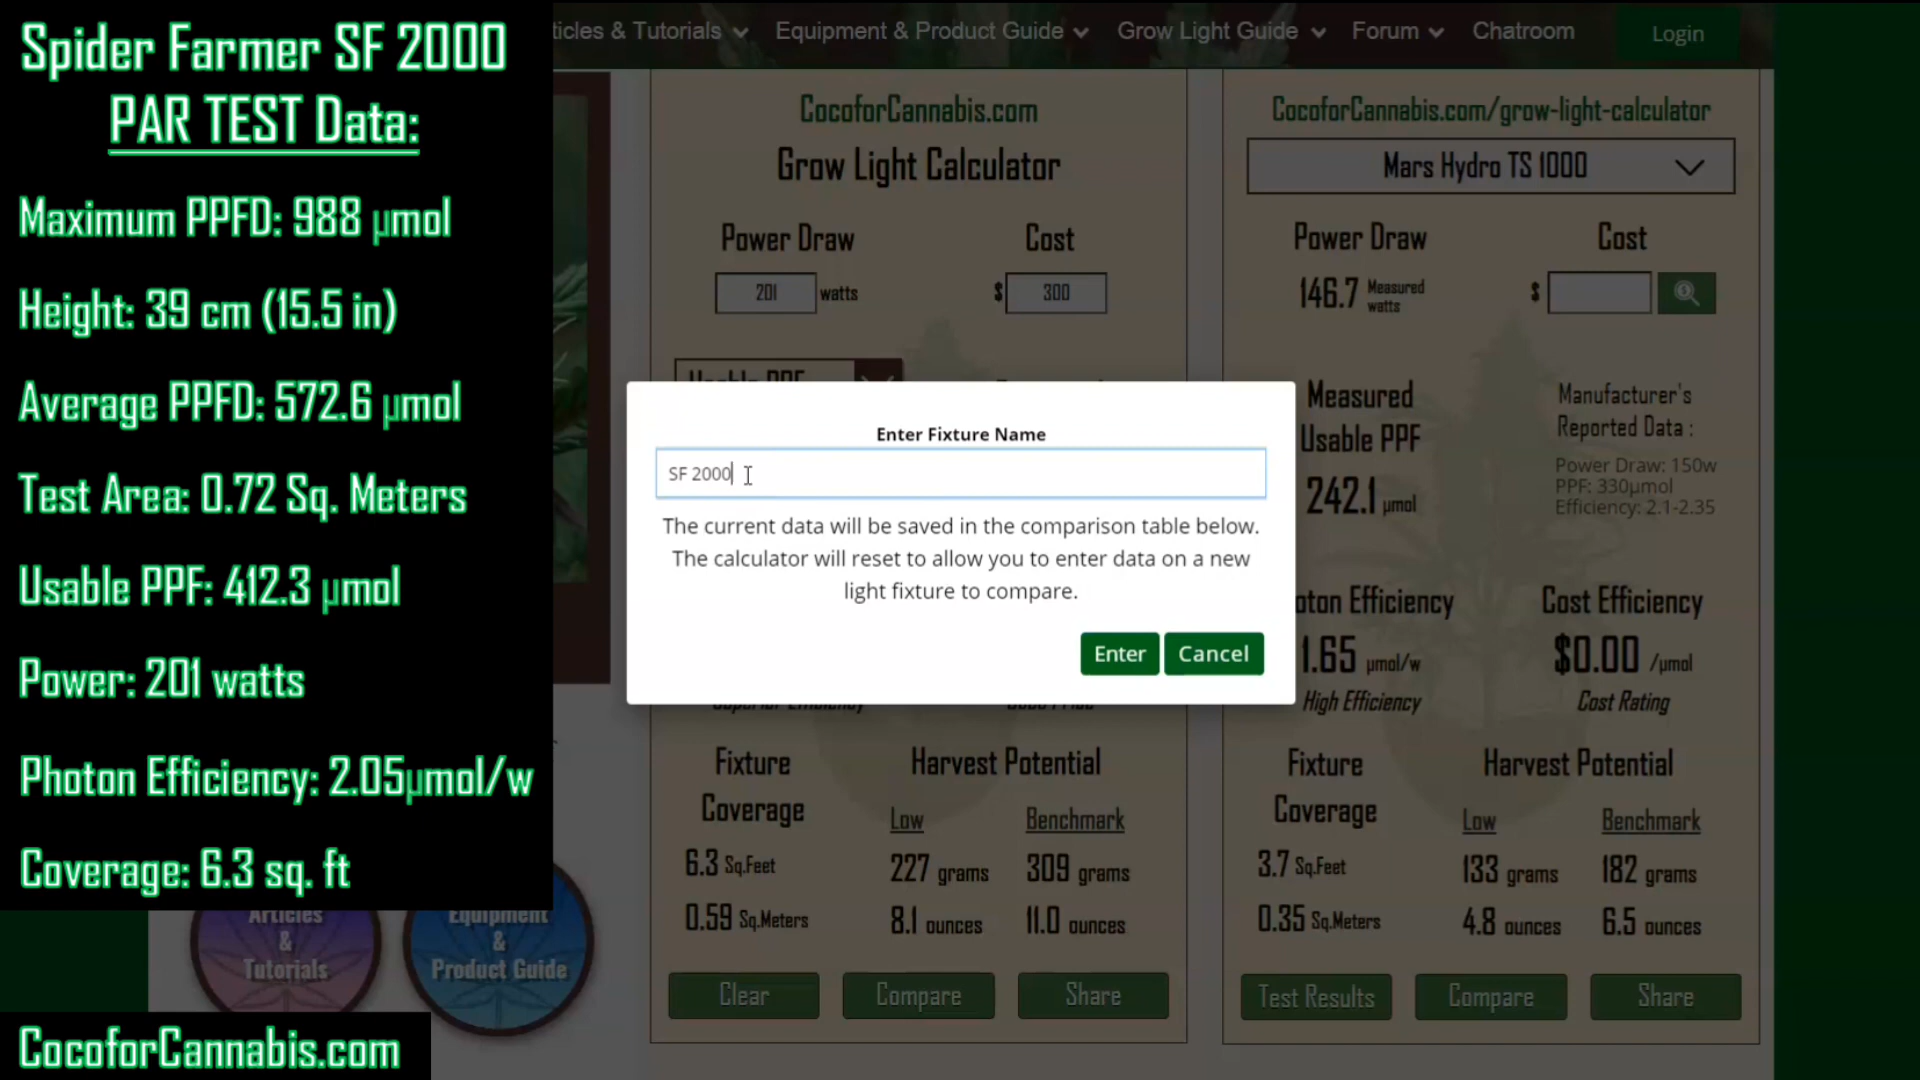 Spider Farmer SF 2000
PAR TEST Data:
Maximum PPFD: 988 µmol
Height: 39 cm (15.5 in)
Average PPFD: 572.6 µmol
Test Area: 0.72 Sq. Meters
Usable PPF: 412.3 µmol
Power: 201 watts
Photon Efficiency: 2.05µmol/w
Coverage: 6.3 sq. ft
CocoforCannabis.com
ticles & Tutorials
Equipment & Product Guide
Grow Light Guide
Forum
Chatroom
Login
CocoforCannabis.com
Grow Light Calculator
Power Draw
Cost
201 watts
$ 300
Usable PPF
Enter Fixture Name
SF 2000
The current data will be saved in the comparison table below.
The calculator will reset to allow you to enter data on a new
light fixture to compare.
Enter
Cancel
Fixture
Coverage
Harvest Potential
Low
Benchmark
6.3 Sq.Feet
227 grams
309 grams
0.59 Sq.Meters
8.1 ounces
11.0 ounces
Clear
Compare
Share
CocoforCannabis.com/grow-light-calculator
Mars Hydro TS 1000
Power Draw
Cost
146.7 Measured
watts
$
Measured
Usable PPF
242.1 µmol
Manufacturer's
Reported Data :
Power Draw: 150w
PPF: 330µmol
Efficiency: 2.1-2.35
oton Efficiency
Cost Efficiency
1.65 µmol/w
$0.00 /µmol
High Efficiency
Cost Rating
Fixture
Coverage
Harvest Potential
Low
Benchmark
3.7 Sq.Feet
133 grams
182 grams
0.35 Sq.Meters
4.8 ounces
6.5 ounces
Test Results
Compare
Share
Articles
&
Tutorials
Equipment
&
Product Guide